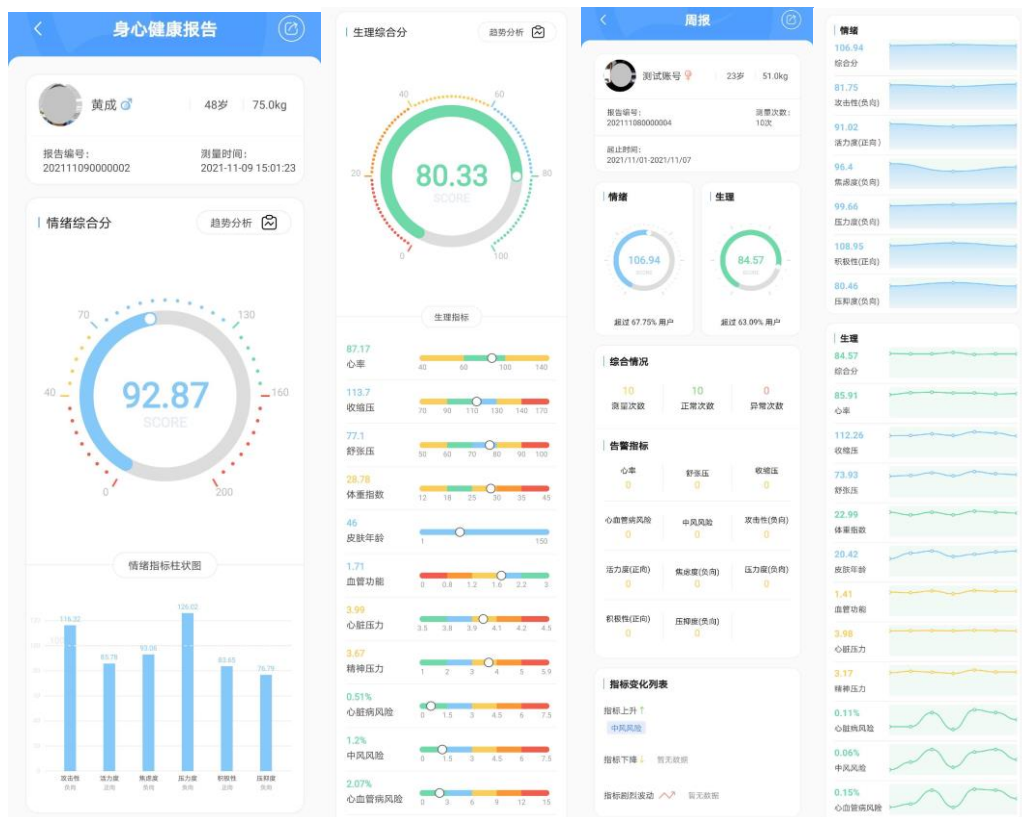 身心健康报告
黄成
48岁
75.0kg
报告编号：
202111090000002
测量时间：
2021-11-09 15:01:23
情绪综合分
趋势分析
70
130
40
160
0
200
92.87
SCORE
情绪指标柱状图
116.32
93.08
126.02
83.65
76.79
攻击性 活力度 焦虑度 压力度 积极性 压抑度
负向 正向 负向 负向 正向 负向
生理综合分
趋势分析
40
60
20
80
0
100
80.33
SCORE
生理指标
87.17
心率
40 60 100 140
113.7
收缩压
70 90 110 130 140 170
77.1
舒张压
50 60 70 80 90 100
28.78
体重指数
12 18 25 30 35 45
46
皮肤年龄
1 150
1.71
血管功能
0 0.8 1.2 1.6 2.2 3
3.99
心脏压力
3.5 3.8 3.9 4.1 4.2 4.5
3.67
精神压力
1 2 3 4 5 5.9
0.51%
心脏病风险
0 1.5 3 4.5 6 7.5
1.2%
中风风险
0 1.5 3 4.5 6 7.5
2.07%
心血管病风险
0 3 6 9 12 15
周报
测试账号
23岁
51.0kg
报告编号：
202111080000004
测量次数：
10次
起止时间：
2021/11/01-2021/11/07
情绪
106.94
SCORE
超过 67.75% 用户
生理
84.57
SCORE
超过 63.09% 用户
综合情况
10 10 0
测量次数 正常次数 异常次数
告警指标
心率 舒张压 收缩压
0 0 0
心血管病风险 中风风险 攻击性(负向)
0 0 0
活力度(正向) 焦虑度(负向) 压力度(负向)
0 0 0
积极性(正向) 压抑度(负向)
0 0
指标变化列表
指标上升
中风风险
指标下降 暂无数据
指标剧烈波动 暂无数据
情绪
106.94
综合分
81.75
攻击性(负向)
91.02
活力度(正向)
96.4
焦虑度(负向)
99.66
压力度(负向)
108.95
积极性(正向)
80.46
压抑度(负向)
生理
84.57
综合分
85.91
心率
112.26
收缩压
73.93
舒张压
22.99
体重指数
20.42
皮肤年龄
1.41
血管功能
3.98
心脏压力
3.17
精神压力
0.11%
心脏病风险
0.06%
中风风险
0.15%
心血管病风险